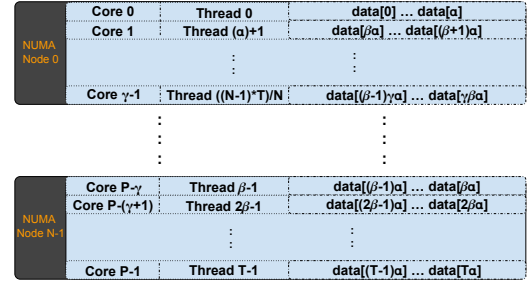 Core 0 Thread 0 data[0] ... data[α]
Core 1 Thread (α)+1 data[βα] ... data[(β+1)α]
NUMA
Node 0
⋮ ⋮
Core γ-1 Thread ((N-1)*T)/N data[(β-1)γα] ... data[γβα]
⋮ ⋮
Core P-γ Thread β-1 data[(β-1)α] ... data[βα]
Core P-(γ+1) Thread 2β-1 data[(2β-1)α] ... data[2βα]
NUMA
Node N-1
⋮ ⋮
Core P-1 Thread T-1 data[(T-1)α] ... data[Tα]